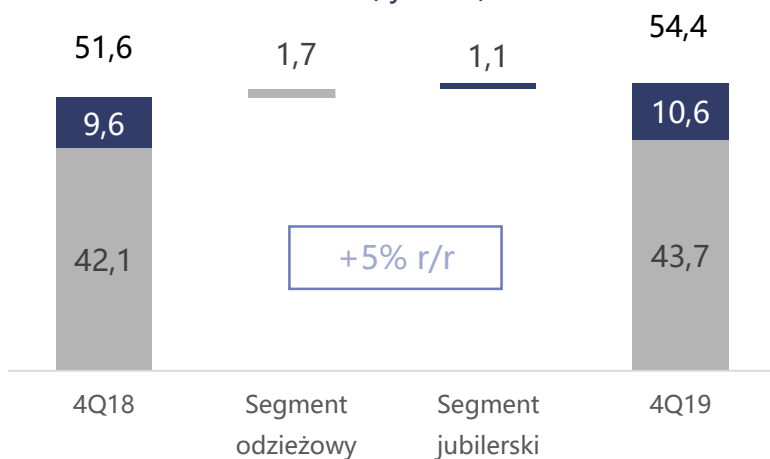 51,6
1,7
1,1
54,4
9,6
10,6
42,1
+5% r/r
43,7
4Q18
Segment
odzieżowy
Segment
jubilerski
4Q19